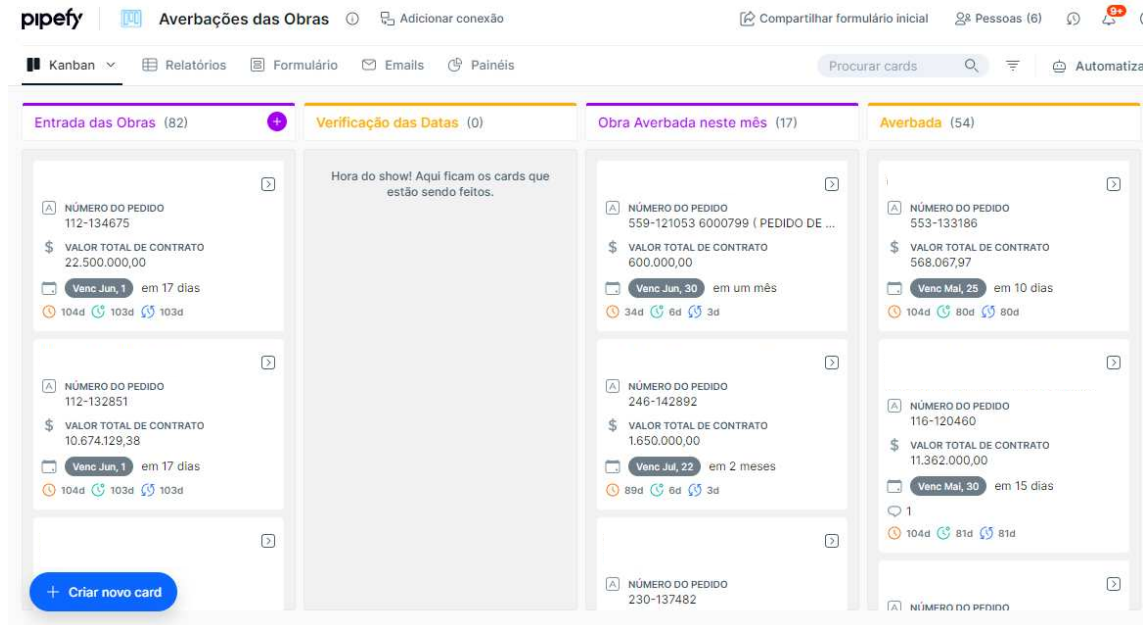 pipefy
Averbações das Obras
Adicionar conexão
Compartilhar formulário inicial
Pessoas (6)
9+
Kanban
Relatórios
Formulário
Emails
Painéis
Procurar cards
Automatiza
Entrada das Obras (82)
NÚMERO DO PEDIDO
112-134675
VALOR TOTAL DE CONTRATO
22.500.000,00
Venc Jun, 1 em 17 dias
104d 103d 103d
NÚMERO DO PEDIDO
112-132851
VALOR TOTAL DE CONTRATO
10.674.129,38
Venc Jun, 1 em 17 dias
104d 103d 103d
+ Criar novo card
Verificação das Datas (0)
Hora do show! Aqui ficam os cards que
estão sendo feitos.
Obra Averbada neste mês (17)
NÚMERO DO PEDIDO
559-121053 6000799 ( PEDIDO DE ...
VALOR TOTAL DE CONTRATO
600.000,00
Venc Jun, 30 em um mês
34d 6d 3d
NÚMERO DO PEDIDO
246-142892
VALOR TOTAL DE CONTRATO
1.650.000,00
Venc Jul, 22 em 2 meses
89d 6d 3d
NÚMERO DO PEDIDO
230-137482
Averbada (54)
NÚMERO DO PEDIDO
553-133186
VALOR TOTAL DE CONTRATO
568.067,97
Venc Mai, 25 em 10 dias
104d 80d 80d
NÚMERO DO PEDIDO
116-120460
VALOR TOTAL DE CONTRATO
11.362.000,00
Venc Mai, 30 em 15 dias
1
104d 81d 81d
NÚMERO DO PEDIDO